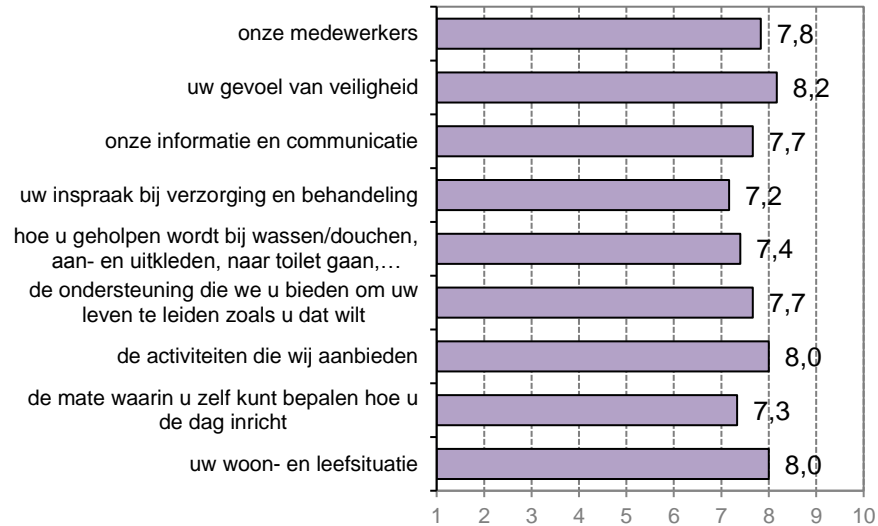 onze medewerkers 7,8
uw gevoel van veiligheid 8,2
onze informatie en communicatie 7,7
uw inspraak bij verzorging en behandeling 7,2
hoe u geholpen wordt bij wassen/douchen,
aan- en uitkleden, naar toilet gaan,… 7,4
de ondersteuning die we u bieden om uw
leven te leiden zoals u dat wilt 7,7
de activiteiten die wij aanbieden 8,0
de mate waarin u zelf kunt bepalen hoe u
de dag inricht 7,3
uw woon- en leefsituatie 8,0
1 2 3 4 5 6 7 8 9 10